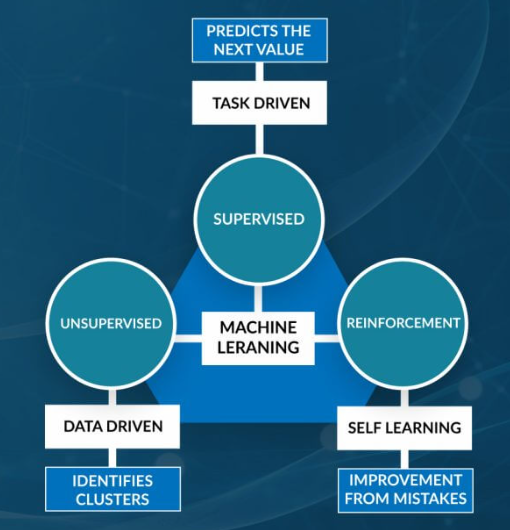 PREDICTS THE
NEXT VALUE
TASK DRIVEN
SUPERVISED
UNSUPERVISED
MACHINE
LERANING
REINFORCEMENT
DATA DRIVEN
SELF LEARNING
IDENTIFIES
CLUSTERS
IMPROVEMENT
FROM MISTAKES